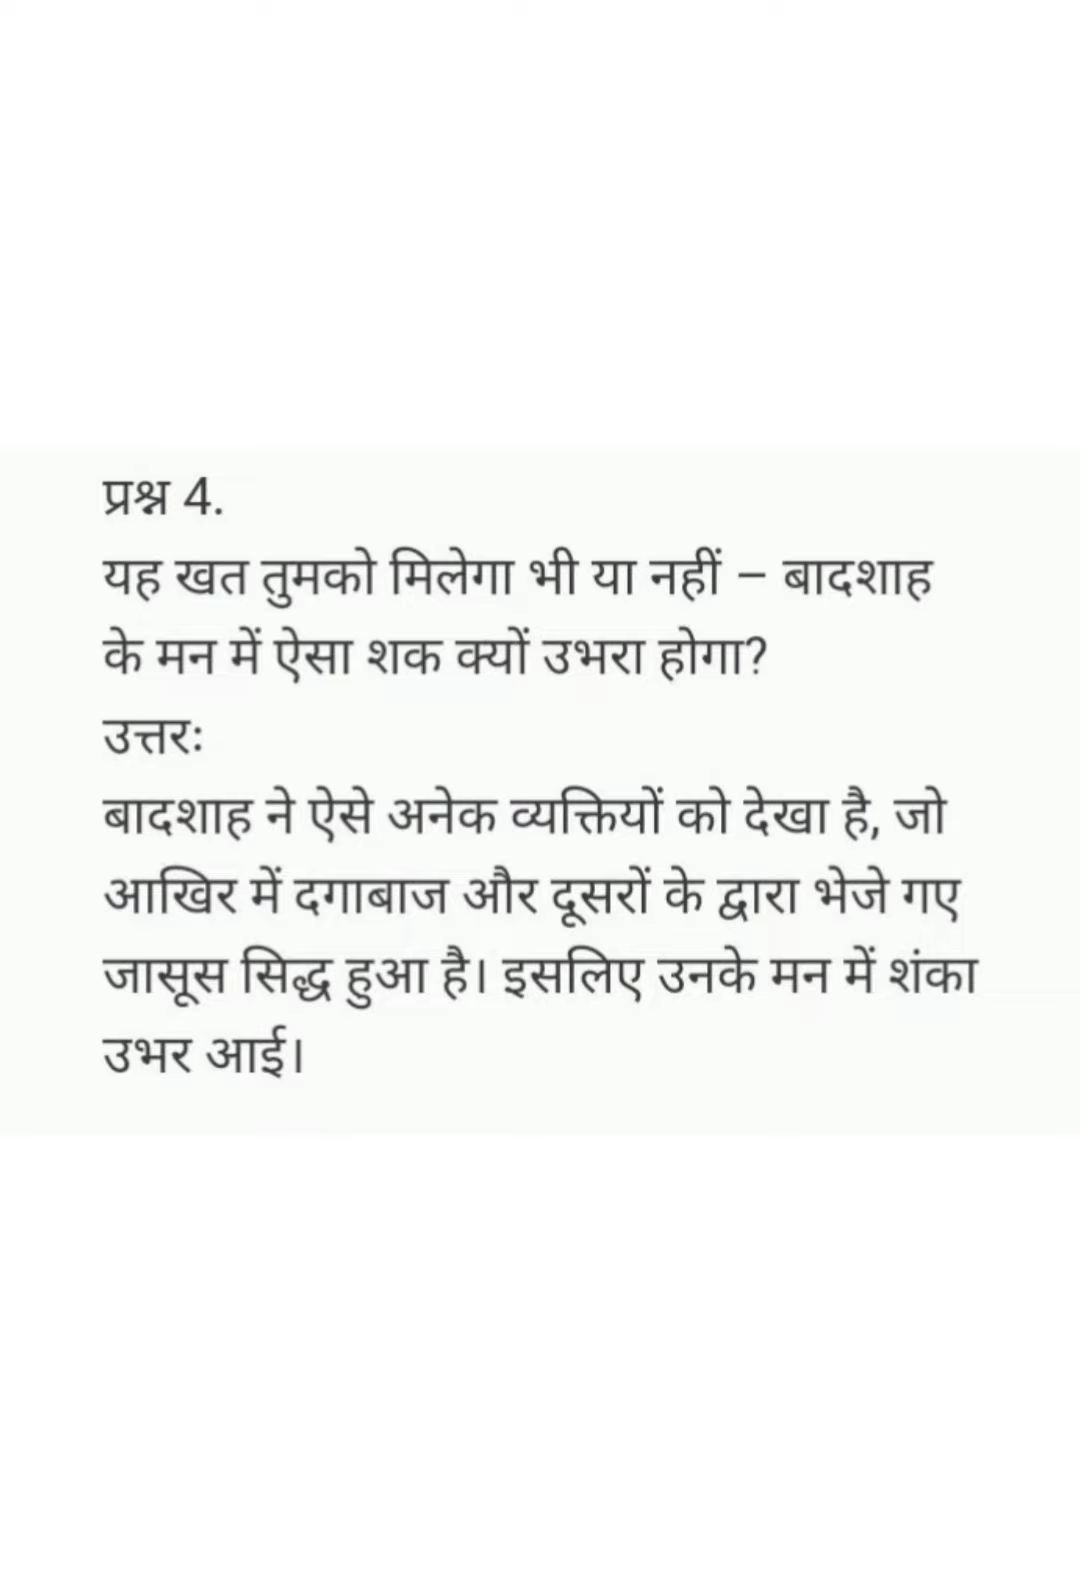 प्रश्न 4.
यह खत तुमको मिलेगा भी या नहीं – बादशाह
के मन में ऐसा शक क्यों उभरा होगा?
उत्तरः
बादशाह ने ऐसे अनेक व्यक्तियों को देखा है, जो
आखिर में दगाबाज और दूसरों के द्वारा भेजे गए
जासूस सिद्ध हुआ है। इसलिए उनके मन में शंका
उभर आई।